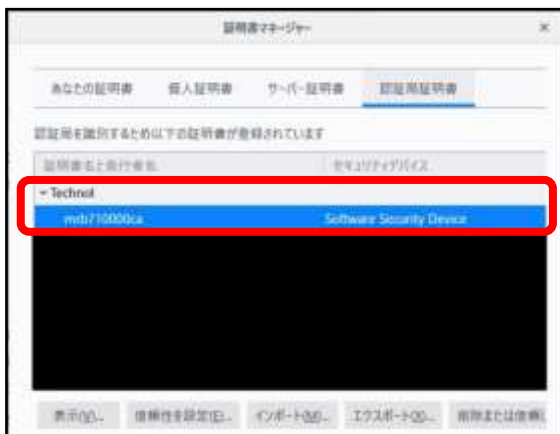 証明書マネージャー ×
あなたの証明書 個人証明書 サーバー証明書 認証局証明書
認証局を識別するため以下の証明書が登録されています
証明書名と発行者名 セキュリティデバイス
Technol
Software Security Device
表示(V)... 信頼性を設定(E)... インポート(M)... エクスポート(X)... 削除または信頼